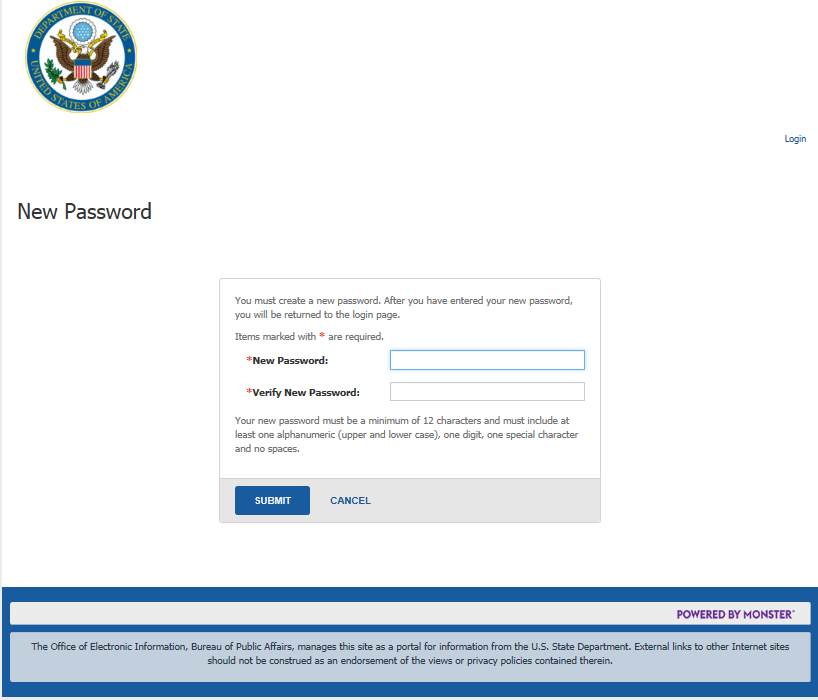 DEPARTMENT OF STATE
UNITED STATES OF AMERICA
Login
New Password
You must create a new password. After you have entered your new password,
you will be returned to the login page.
Items marked with * are required.
*New Password:
*Verify New Password:
Your new password must be a minimum of 12 characters and must include at
least one alphanumeric (upper and lower case), one digit, one special character
and no spaces.
SUBMIT CANCEL
POWERED BY MONSTER®
The Office of Electronic Information, Bureau of Public Affairs, manages this site as a portal for information from the U.S. State Department. External links to other Internet sites
should not be construed as an endorsement of the views or privacy policies contained therein.